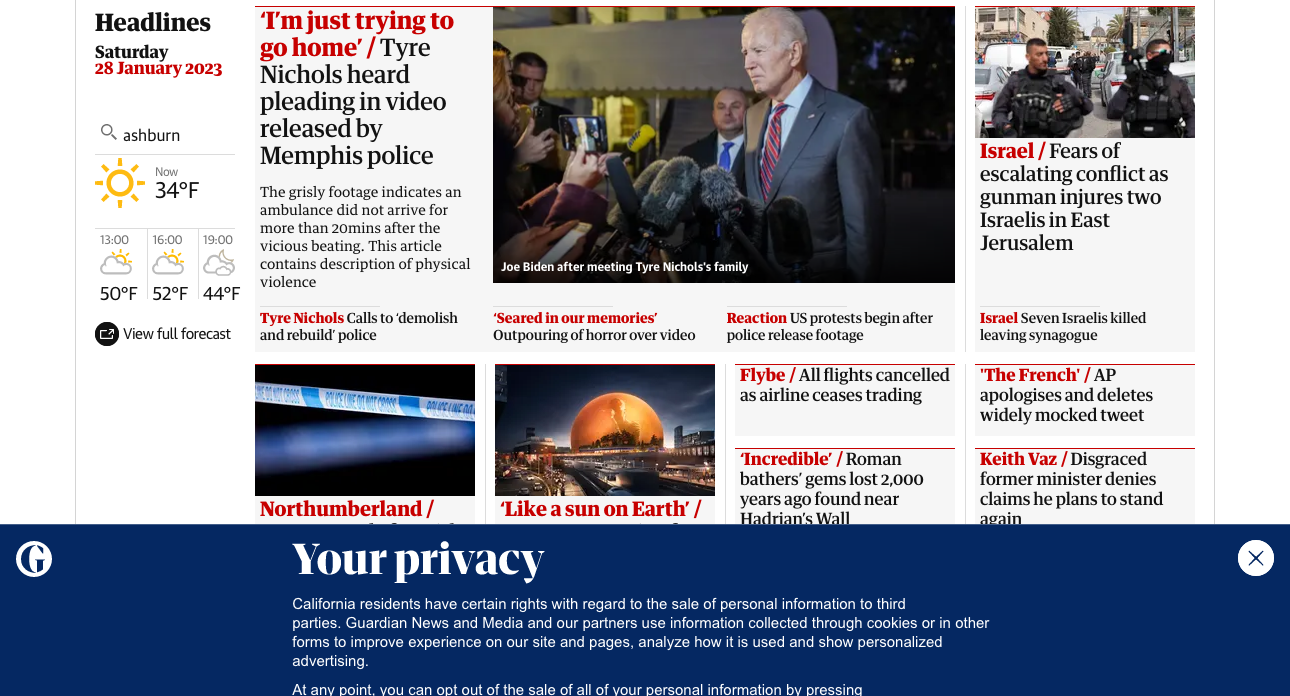 Headlines
Saturday
28 January 2023
ashburn
Now
34°F
13:00
16:00
19:00
50°F
52°F
44°F
View full forecast
‘I’m just trying to
go home’ / Tyre
Nichols heard
pleading in video
released by
Memphis police
The grisly footage indicates an
ambulance did not arrive for
more than 20mins after the
vicious beating. This article
contains description of physical
violence
Joe Biden after meeting Tyre Nichols's family
Israel / Fears of
escalating conflict as
gunman injures two
Israelis in East
Jerusalem
Tyre Nichols Calls to ‘demolish
and rebuild’ police
‘Seared in our memories’
Outpouring of horror over video
Reaction US protests begin after
police release footage
Israel Seven Israelis killed
leaving synagogue
POLICE LINE DO NOT CROSS
Northumberland /
‘Like a sun on Earth’ /
Flybe / All flights cancelled
as airline ceases trading
‘Incredible’ / Roman
bathers’ gems lost 2,000
years ago found near
Hadrian’s Wall
'The French' / AP
apologises and deletes
widely mocked tweet
Keith Vaz / Disgraced
former minister denies
claims he plans to stand
again
Your privacy
California residents have certain rights with regard to the sale of personal information to third
parties. Guardian News and Media and our partners use information collected through cookies or in other
forms to improve experience on our site and pages, analyze how it is used and show personalized
advertising.
At any point, you can opt out of the sale of all of your personal information by pressing